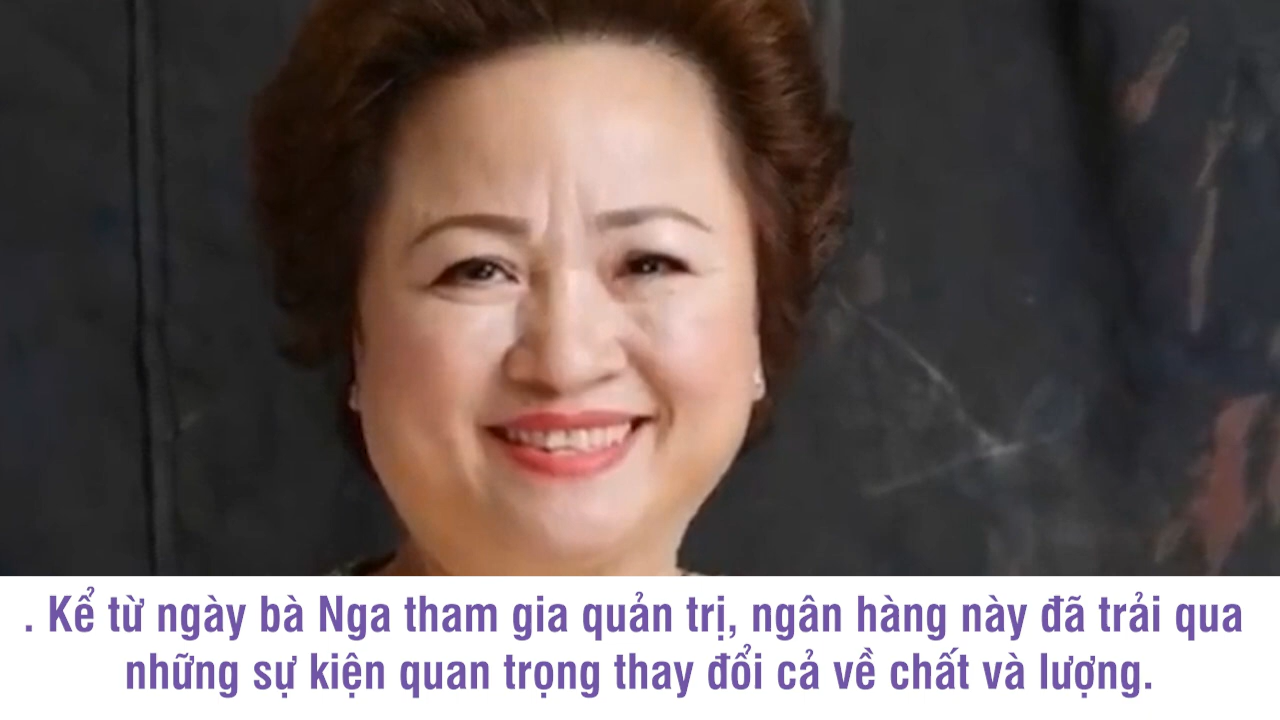 . Kể từ ngày bà Nga tham gia quản trị, ngân hàng này đã trải qua
những sự kiện quan trọng thay đổi cả về chất và lượng.